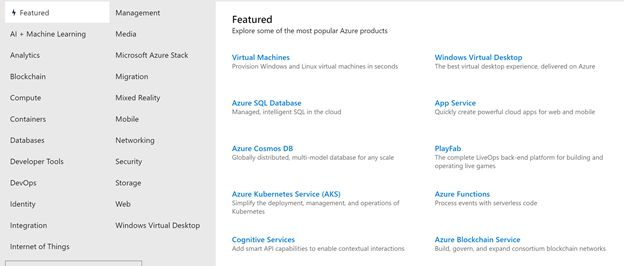 Featured
AI + Machine Learning
Analytics
Blockchain
Compute
Containers
Databases
Developer Tools
DevOps
Identity
Integration
Internet of Things
Management
Media
Microsoft Azure Stack
Migration
Mixed Reality
Mobile
Networking
Security
Storage
Web
Windows Virtual Desktop
Featured
Explore some of the most popular Azure products
Virtual Machines
Provision Windows and Linux virtual machines in seconds
Windows Virtual Desktop
The best virtual desktop experience, delivered on Azure
Azure SQL Database
Managed, intelligent SQL in the cloud
App Service
Quickly create powerful cloud apps for web and mobile
Azure Cosmos DB
Globally distributed, multi-model database for any scale
PlayFab
The complete LiveOps back-end platform for building and
operating live games
Azure Kubernetes Service (AKS)
Simplify the deployment, management, and operations of
Kubernetes
Azure Functions
Process events with serverless code
Cognitive Services
Add smart API capabilities to enable contextual interactions
Azure Blockchain Service
Build, govern, and expand consortium blockchain networks